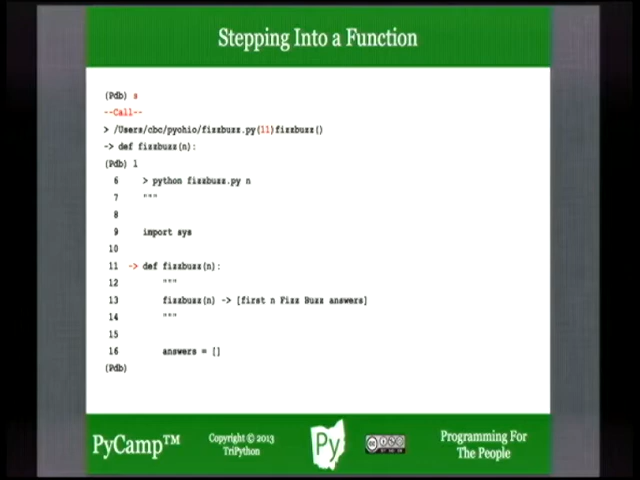 Stepping Into a Function
(Pdb) s
--Call--
> /Users/cbc/pyohio/fizzbuzz.py(11)fizzbuzz()
-> def fizzbuzz(n):
(Pdb) l
6 > python fizzbuzz.py n
7 """
8
9 import sys
10
11 -> def fizzbuzz(n):
12 """
13 fizzbuzz(n) -> [first n Fizz Buzz answers]
14 """
15
16 answers = []
(Pdb)
PyCamp™
Copyright © 2013
TriPython
Py
Programming For
The People